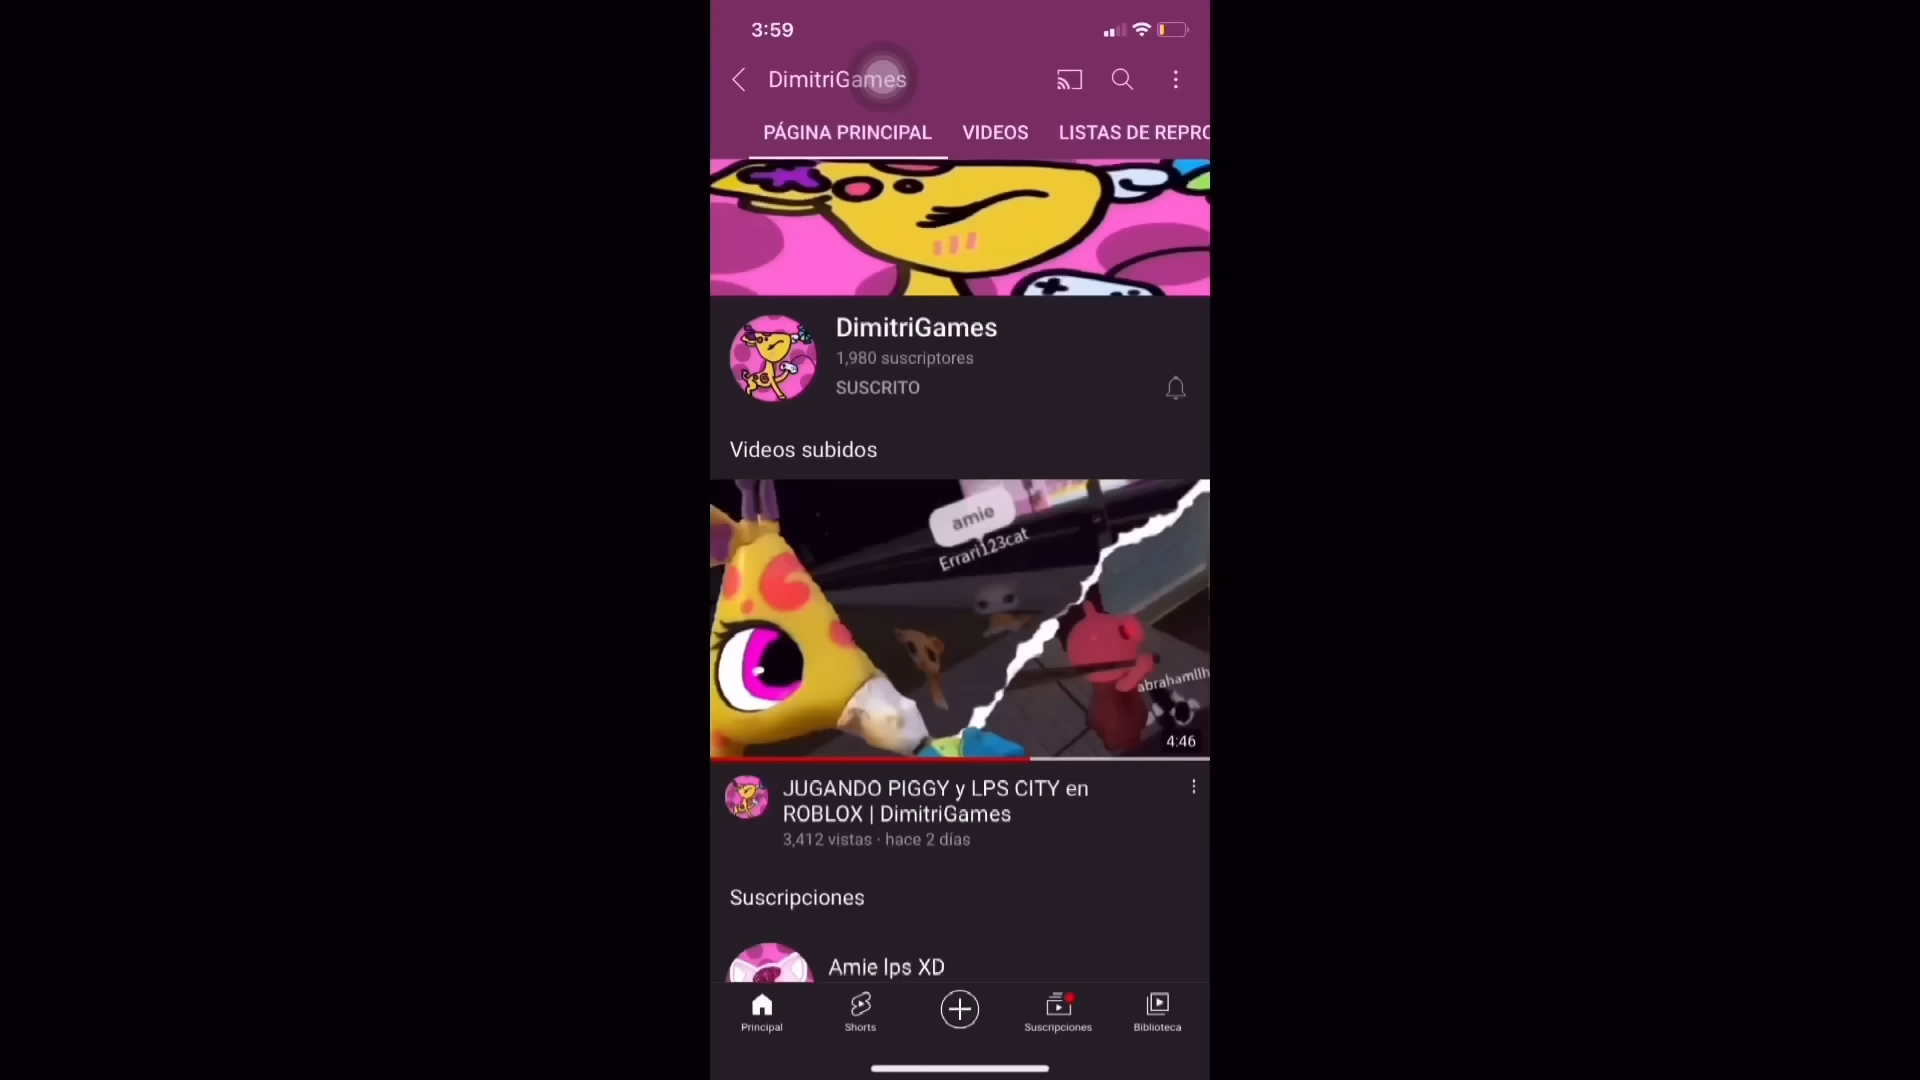 3:59
DimitriGames
PÁGINA PRINCIPAL VIDEOS LISTAS DE REPRO
DimitriGames
1,980 suscriptores
SUSCRITO
Videos subidos
amie
Errari123cat
abrahamllh
4:46
JUGANDO PIGGY y LPS CITY en
ROBLOX | DimitriGames
3,412 vistas · hace 2 días
Suscripciones
Amie lps XD
Principal Shorts Suscripciones Biblioteca